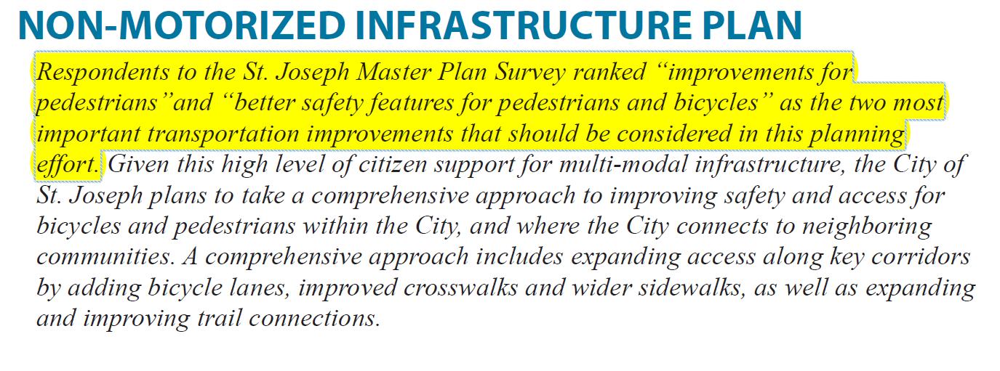 NON-MOTORIZED INFRASTRUCTURE PLAN
Respondents to the St. Joseph Master Plan Survey ranked “improvements for
pedestrians”and “better safety features for pedestrians and bicycles” as the two most
important transportation improvements that should be considered in this planning
effort. Given this high level of citizen support for multi-modal infrastructure, the City of
St. Joseph plans to take a comprehensive approach to improving safety and access for
bicycles and pedestrians within the City, and where the City connects to neighboring
communities. A comprehensive approach includes expanding access along key corridors
by adding bicycle lanes, improved crosswalks and wider sidewalks, as well as expanding
and improving trail connections.